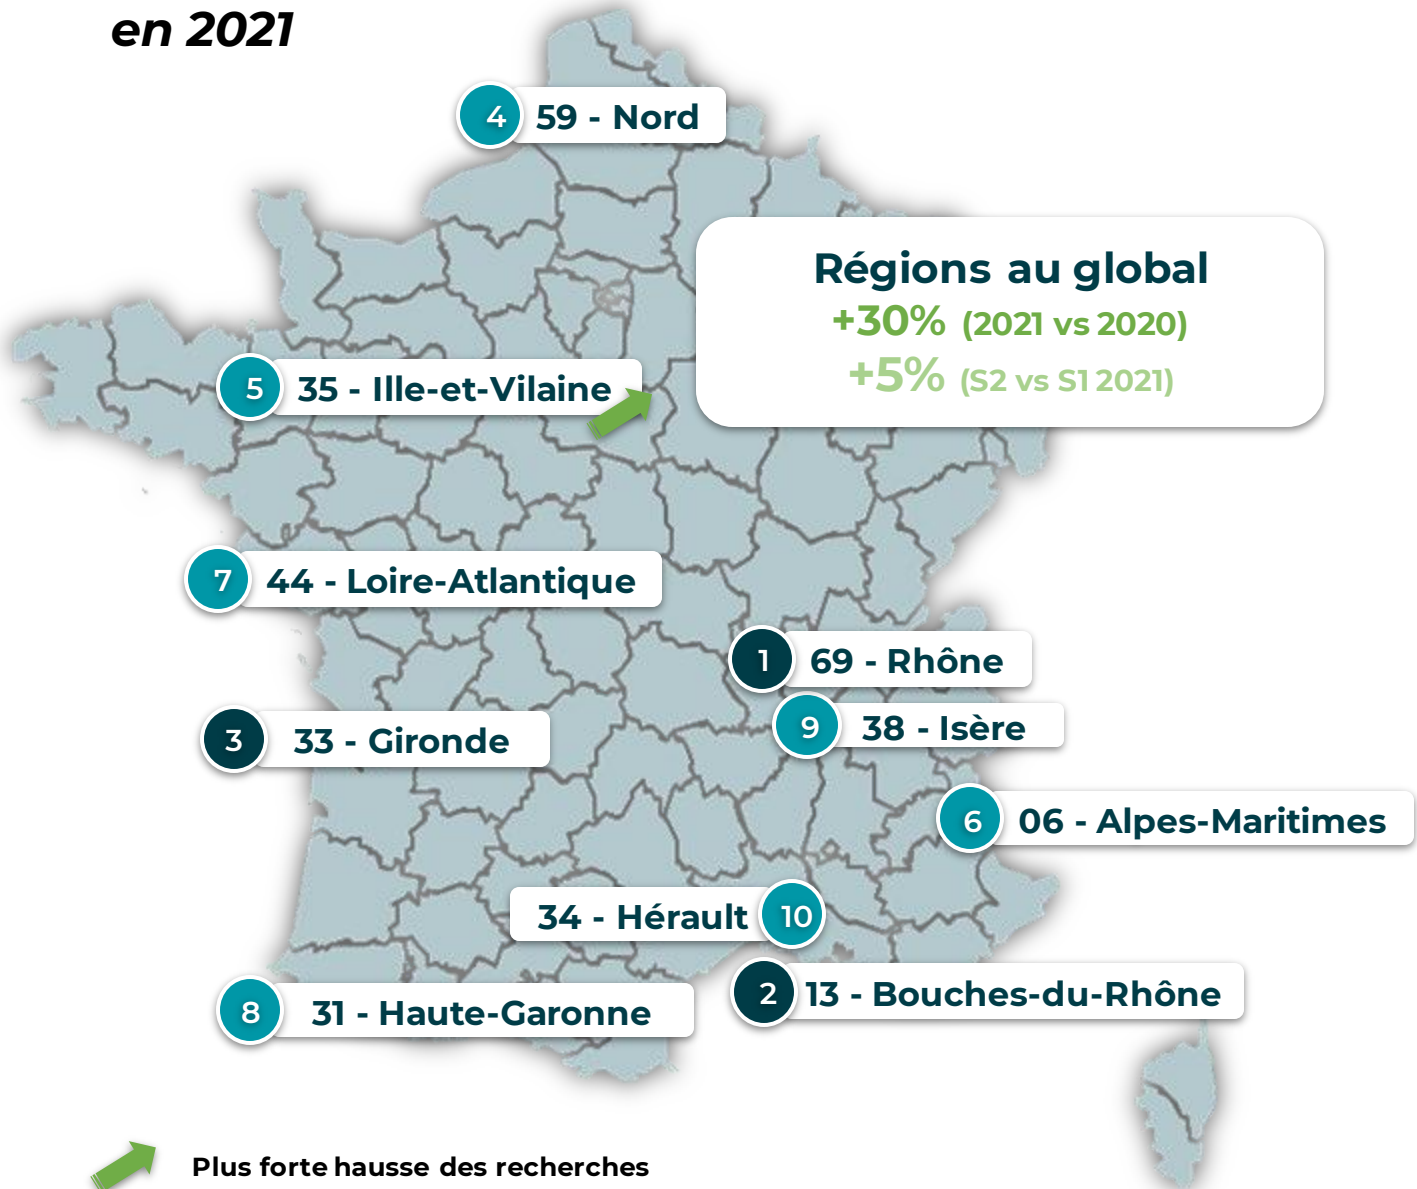 en 2021
4 59 - Nord
Régions au global
+30% (2021 vs 2020)
+5% (S2 vs S1 2021)
5 35 - Ille-et-Vilaine
7 44 - Loire-Atlantique
1 69 - Rhône
9 38 - Isère
3 33 - Gironde
6 06 - Alpes-Maritimes
34 - Hérault 10
2 13 - Bouches-du-Rhône
8 31 - Haute-Garonne
Plus forte hausse des recherches